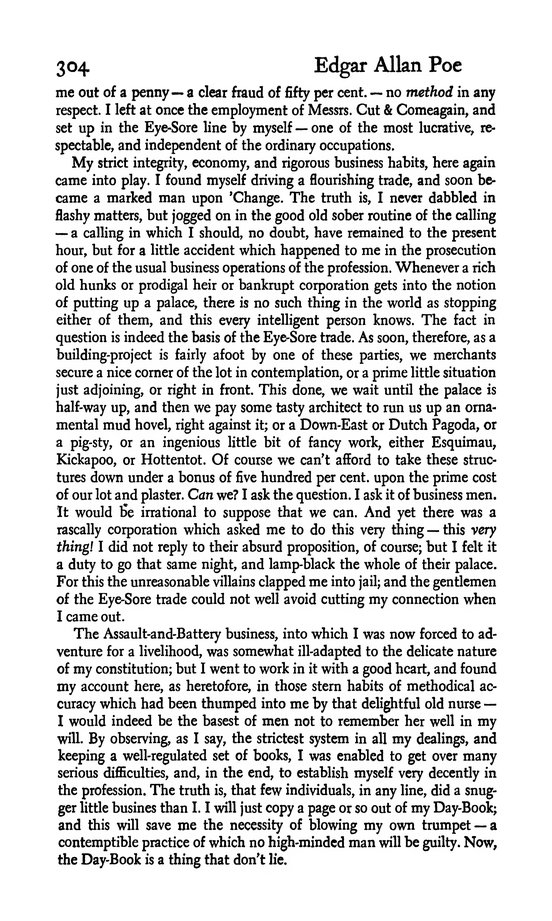 304 Edgar Allan Poe
me out of a penny — a clear fraud of fifty per cent. — no method in any
respect. I left at once the employment of Messrs. Cut & Comeagain, and
set up in the Eye-Sore line by myself — one of the most lucrative, re-
spectable, and independent of the ordinary occupations.
My strict integrity, economy, and rigorous business habits, here again
came into play. I found myself driving a flourishing trade, and soon be-
came a marked man upon ’Change. The truth is, I never dabbled in
flashy matters, but jogged on in the good old sober routine of the calling
— a calling in which I should, no doubt, have remained to the present
hour, but for a little accident which happened to me in the prosecution
of one of the usual business operations of the profession. Whenever a rich
old hunks or prodigal heir or bankrupt corporation gets into the notion
of putting up a palace, there is no such thing in the world as stopping
either of them, and this every intelligent person knows. The fact in
question is indeed the basis of the Eye-Sore trade. As soon, therefore, as a
building-project is fairly afoot by one of these parties, we merchants
secure a nice corner of the lot in contemplation, or a prime little situation
just adjoining, or right in front. This done, we wait until the palace is
half-way up, and then we pay some tasty architect to run us up an orna-
mental mud hovel, right against it; or a Down-East or Dutch Pagoda, or
a pig-sty, or an ingenious little bit of fancy work, either Esquimau,
Kickapoo, or Hottentot. Of course we can’t afford to take these struc-
tures down under a bonus of five hundred per cent. upon the prime cost
of our lot and plaster. Can we? I ask the question. I ask it of business men.
It would be irrational to suppose that we can. And yet there was a
rascally corporation which asked me to do this very thing — this very
thing! I did not reply to their absurd proposition, of course; but I felt it
a duty to go that same night, and lamp-black the whole of their palace.
For this the unreasonable villains clapped me into jail; and the gentlemen
of the Eye-Sore trade could not well avoid cutting my connection when
I came out.
The Assault-and-Battery business, into which I was now forced to ad-
venture for a livelihood, was somewhat ill-adapted to the delicate nature
of my constitution; but I went to work in it with a good heart, and found
my account here, as heretofore, in those stern habits of methodical ac-
curacy which had been thumped into me by that delightful old nurse —
I would indeed be the basest of men not to remember her well in my
will. By observing, as I say, the strictest system in all my dealings, and
keeping a well-regulated set of books, I was enabled to get over many
serious difficulties, and, in the end, to establish myself very decently in
the profession. The truth is, that few individuals, in any line, did a snug-
ger little busines than I. I will just copy a page or so out of my Day-Book;
and this will save me the necessity of blowing my own trumpet — a
contemptible practice of which no high-minded man will be guilty. Now,
the Day-Book is a thing that don’t lie.